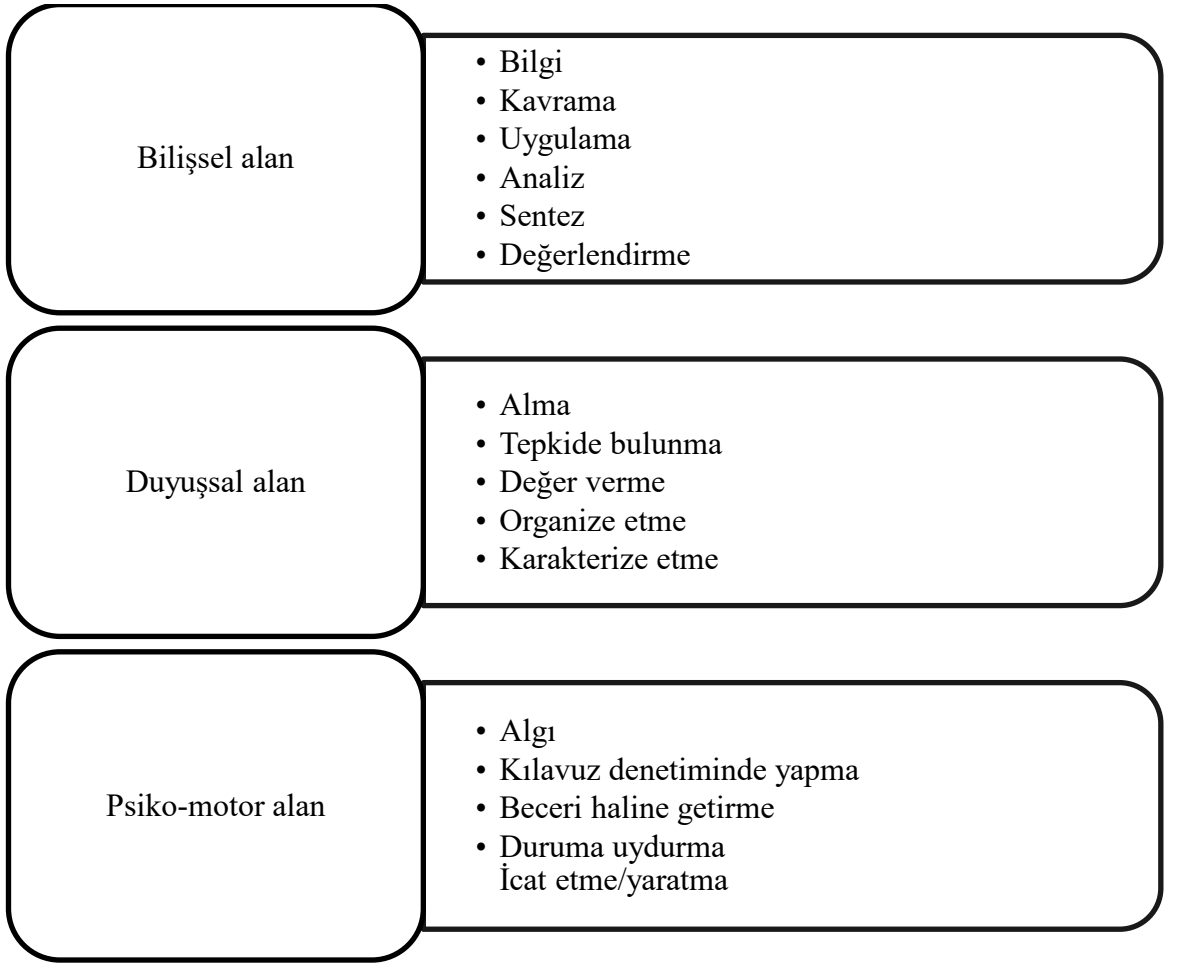 Bilişsel alan
• Bilgi
• Kavrama
• Uygulama
• Analiz
• Sentez
• Değerlendirme
Duyuşsal alan
• Alma
• Tepkide bulunma
• Değer verme
• Organize etme
• Karakterize etme
Psiko-motor alan
• Algı
• Kılavuz denetiminde yapma
• Beceri haline getirme
• Duruma uydurma
İcat etme/yaratma